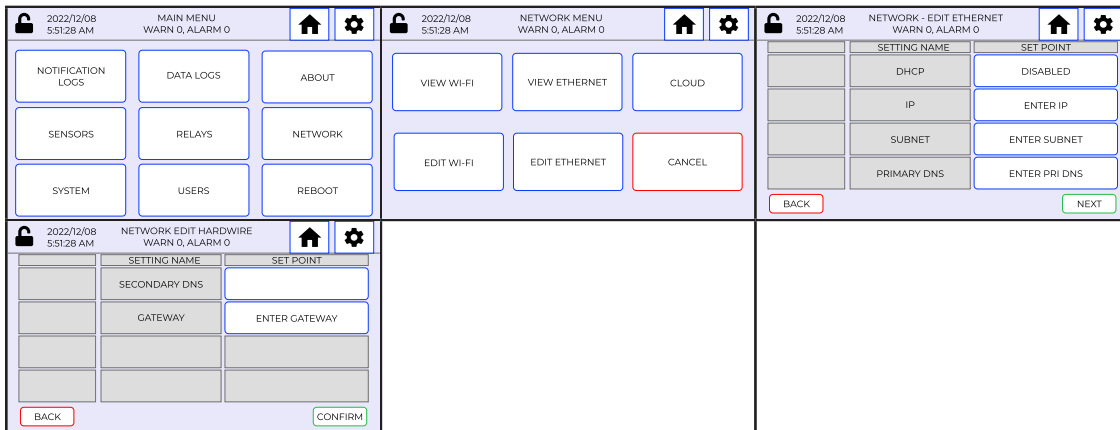 2022/12/08
5:51:28 AM
MAIN MENU
WARN 0, ALARM 0
NOTIFICATION
LOGS
DATA LOGS
ABOUT
SENSORS
RELAYS
NETWORK
SYSTEM
USERS
REBOOT
2022/12/08
5:51:28 AM
NETWORK MENU
WARN 0, ALARM 0
VIEW WI-FI
VIEW ETHERNET
CLOUD
EDIT WI-FI
EDIT ETHERNET
CANCEL
2022/12/08
5:51:28 AM
NETWORK - EDIT ETHERNET
WARN 0, ALARM 0
SETTING NAME
SET POINT
DHCP
DISABLED
IP
ENTER IP
SUBNET
ENTER SUBNET
PRIMARY DNS
ENTER PRI DNS
BACK
NEXT
2022/12/08
5:51:28 AM
NETWORK EDIT HARDWIRE
WARN 0, ALARM 0
SETTING NAME
SET POINT
SECONDARY DNS
GATEWAY
ENTER GATEWAY
BACK
CONFIRM